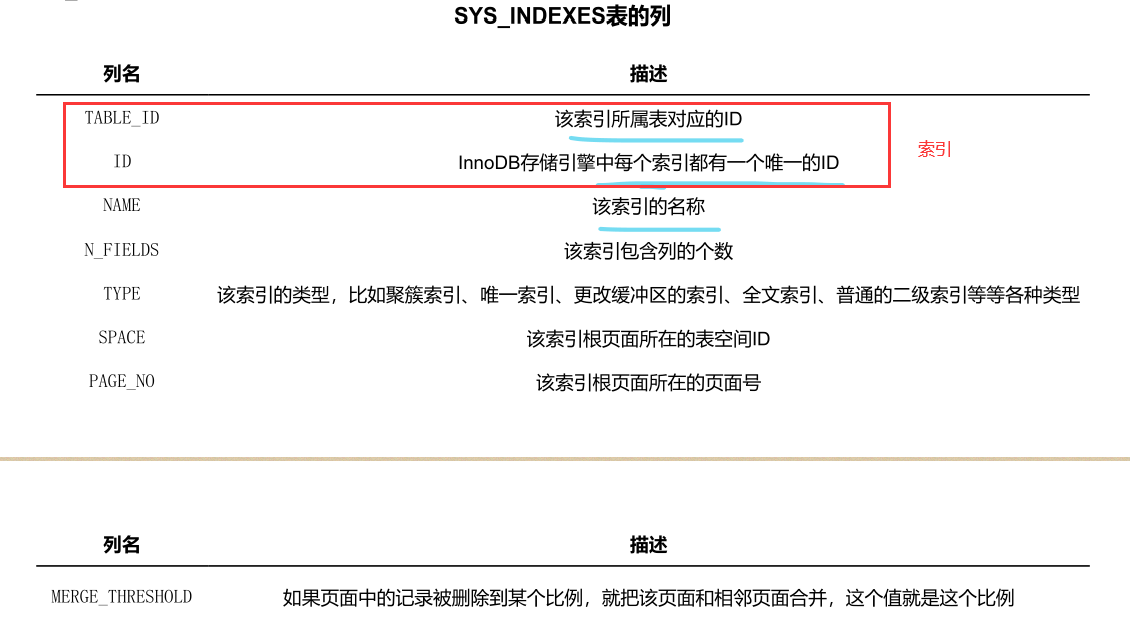 SYS_INDEXES表的列
列名 描述
TABLE_ID 该索引所属表对应的ID
索引
ID InnoDB存储引擎中每个索引都有一个唯一的ID
NAME 该索引的名称
N_FIELDS 该索引包含列的个数
TYPE 该索引的类型，比如聚簇索引、唯一索引、更改缓冲区的索引、全文索引、普通的二级索引等等各种类型
SPACE 该索引根页面所在的表空间ID
PAGE_NO 该索引根页面所在的页面号
列名 描述
MERGE_THRESHOLD 如果页面中的记录被删除到某个比例，就把该页面和相邻页面合并，这个值就是这个比例